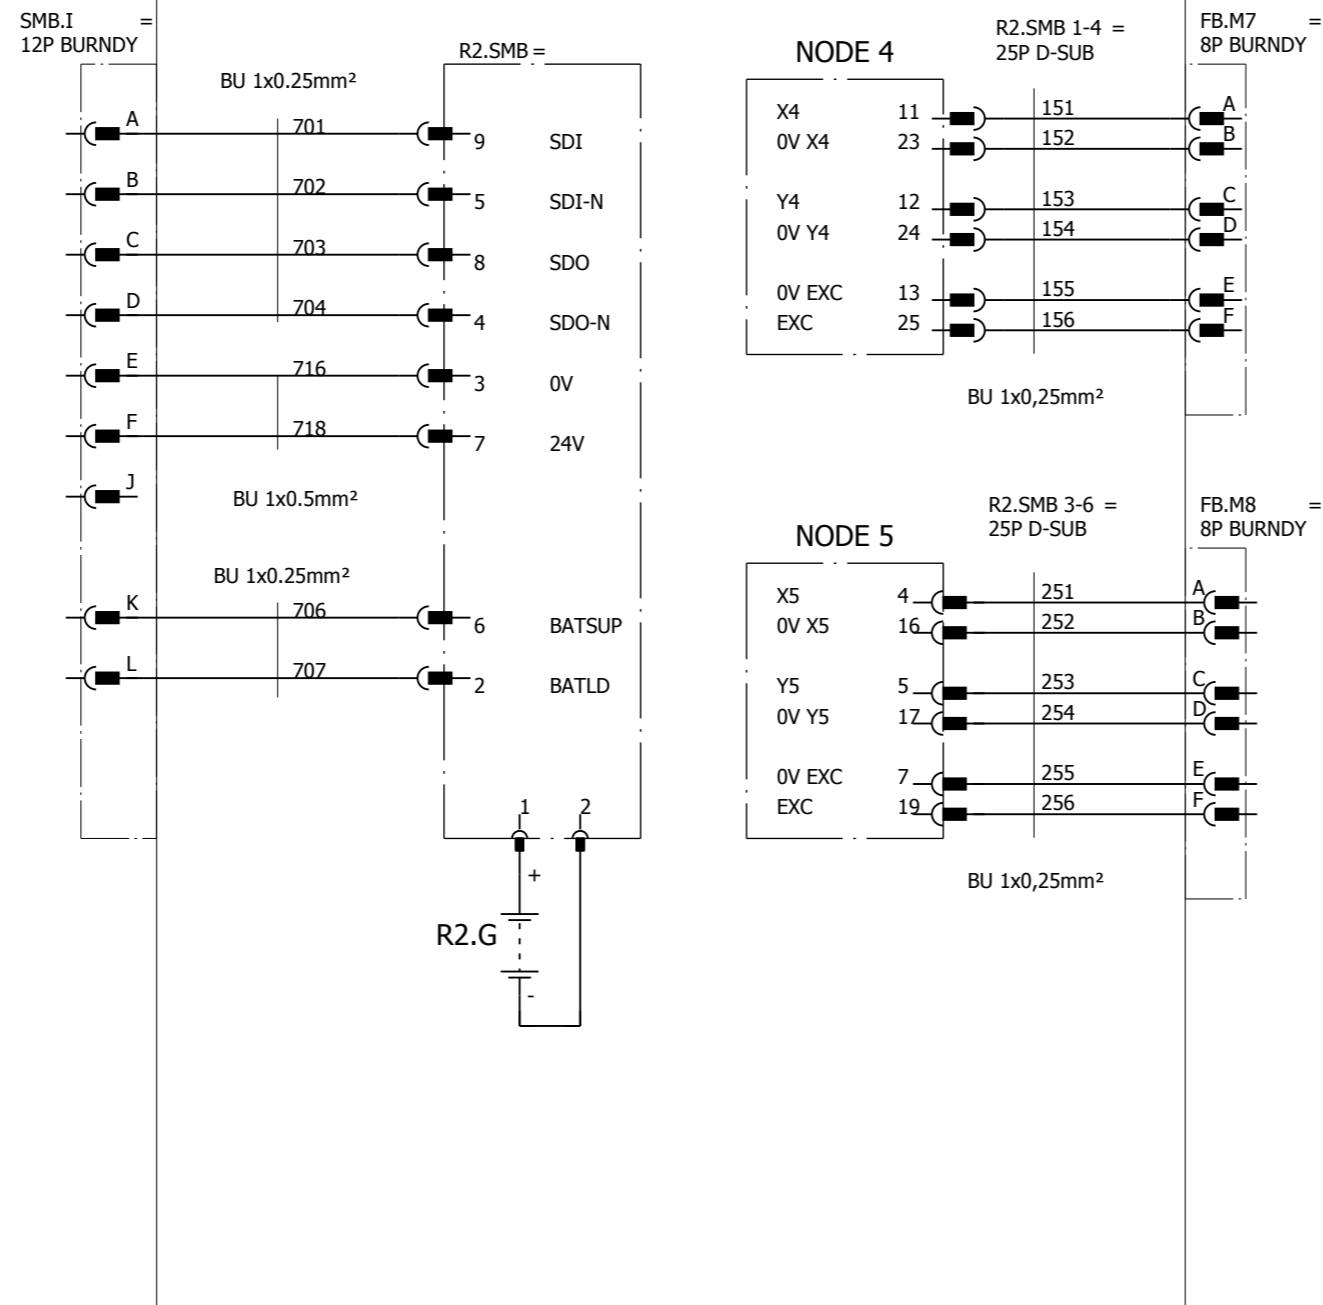 SMB.I =
12P BURNDY
BU 1x0.25mm²
R2.SMB =
A 701 9 SDI
B 702 5 SDI-N
C 703 8 SDO
D 704 4 SDO-N
E 716 3 0V
F 718 7 24V
J
BU 1x0.5mm²
BU 1x0.25mm²
K 706 6 BATSUP
L 707 2 BATLD
1 2
+
R2.G
-
NODE 4
R2.SMB 1-4 =
25P D-SUB
FB.M7 =
8P BURNDY
X4 11 151 A
0V X4 23 152 B
Y4 12 153 C
0V Y4 24 154 D
0V EXC 13 155 E
EXC 25 156 F
BU 1x0,25mm²
NODE 5
R2.SMB 3-6 =
25P D-SUB
FB.M8 =
8P BURNDY
X5 4 251 A
0V X5 16 252 B
Y5 5 253 C
0V Y5 17 254 D
0V EXC 7 255 E
EXC 19 256 F
BU 1x0,25mm²